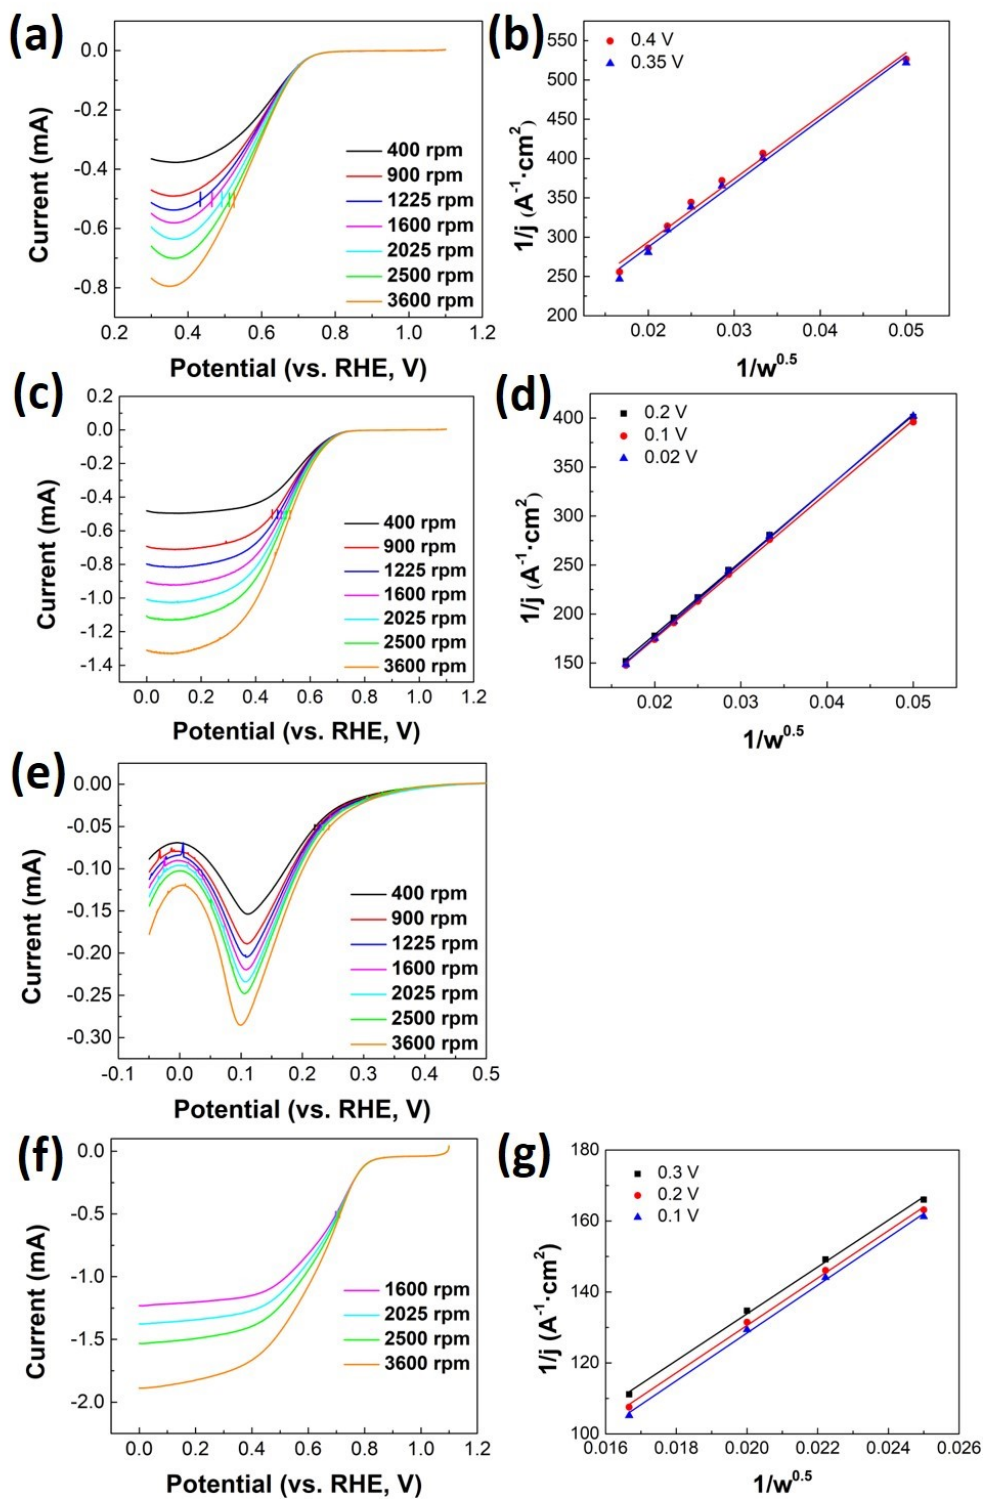 (a)
0.0
-0.2
-0.4
-0.6
-0.8
Current (mA)
400 rpm
900 rpm
1225 rpm
1600 rpm
2025 rpm
2500 rpm
3600 rpm
0.2 0.4 0.6 0.8 1.0 1.2
Potential (vs. RHE, V)
(b)
0.4 V
0.35 V
550
500
450
400
350
300
250
200
1/j (A⁻¹·cm²)
0.02 0.03 0.04 0.05
1/w⁰·⁵
(c)
0.2
0.0
-0.2
-0.4
-0.6
-0.8
-1.0
-1.2
-1.4
Current (mA)
400 rpm
900 rpm
1225 rpm
1600 rpm
2025 rpm
2500 rpm
3600 rpm
0.0 0.2 0.4 0.6 0.8 1.0 1.2
Potential (vs. RHE, V)
(d)
0.2 V
0.1 V
0.02 V
400
350
300
250
200
150
1/j (A⁻¹·cm²)
0.02 0.03 0.04 0.05
1/w⁰·⁵
(e)
0.00
-0.05
-0.10
-0.15
-0.20
-0.25
-0.30
Current (mA)
400 rpm
900 rpm
1225 rpm
1600 rpm
2025 rpm
2500 rpm
3600 rpm
-0.1 0.0 0.1 0.2 0.3 0.4 0.5
Potential (vs. RHE, V)
(f)
0.0
-0.5
-1.0
-1.5
-2.0
Current (mA)
1600 rpm
2025 rpm
2500 rpm
3600 rpm
0.0 0.2 0.4 0.6 0.8 1.0 1.2
Potential (vs. RHE, V)
(g)
0.3 V
0.2 V
0.1 V
180
160
140
120
100
1/j (A⁻¹·cm²)
0.016 0.018 0.020 0.022 0.024 0.026
1/w⁰·⁵